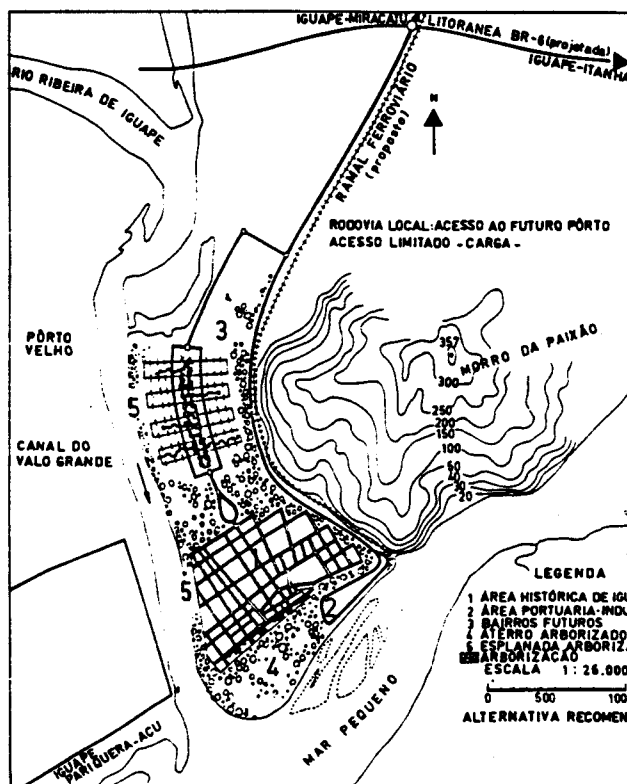 IGUAPE-MIRACATU
LITORANEA BR-6 (projetada)
IGUAPE-ITANHA
RIO RIBEIRA DE IGUAPE
RAMAL FERROVIÁRIO
(proposto)
N
RODOVIA LOCAL: ACESSO AO FUTURO PÔRTO
ACESSO LIMITADO - CARGA -
3
PÔRTO
VELHO
357
MORRO DA PAIXÃO
300
250
200
150
100
50
40
30
20
5
CANAL DO
VALO GRANDE
5
4
MAR PEQUENO
IGUAPE
PARIQUERA-AÇU
LEGENDA
1 ÁREA HISTÓRICA DE IGU
2 ÁREA PORTUARIA-INDU
3 BAIRROS FUTUROS
4 ATÉRRO ARBORIZADO
5 ESPLANADA ARBORIZA
ARBORIZAÇÃO
ESCALA 1:26.000
0 500 100
ALTERNATIVA RECOMEN